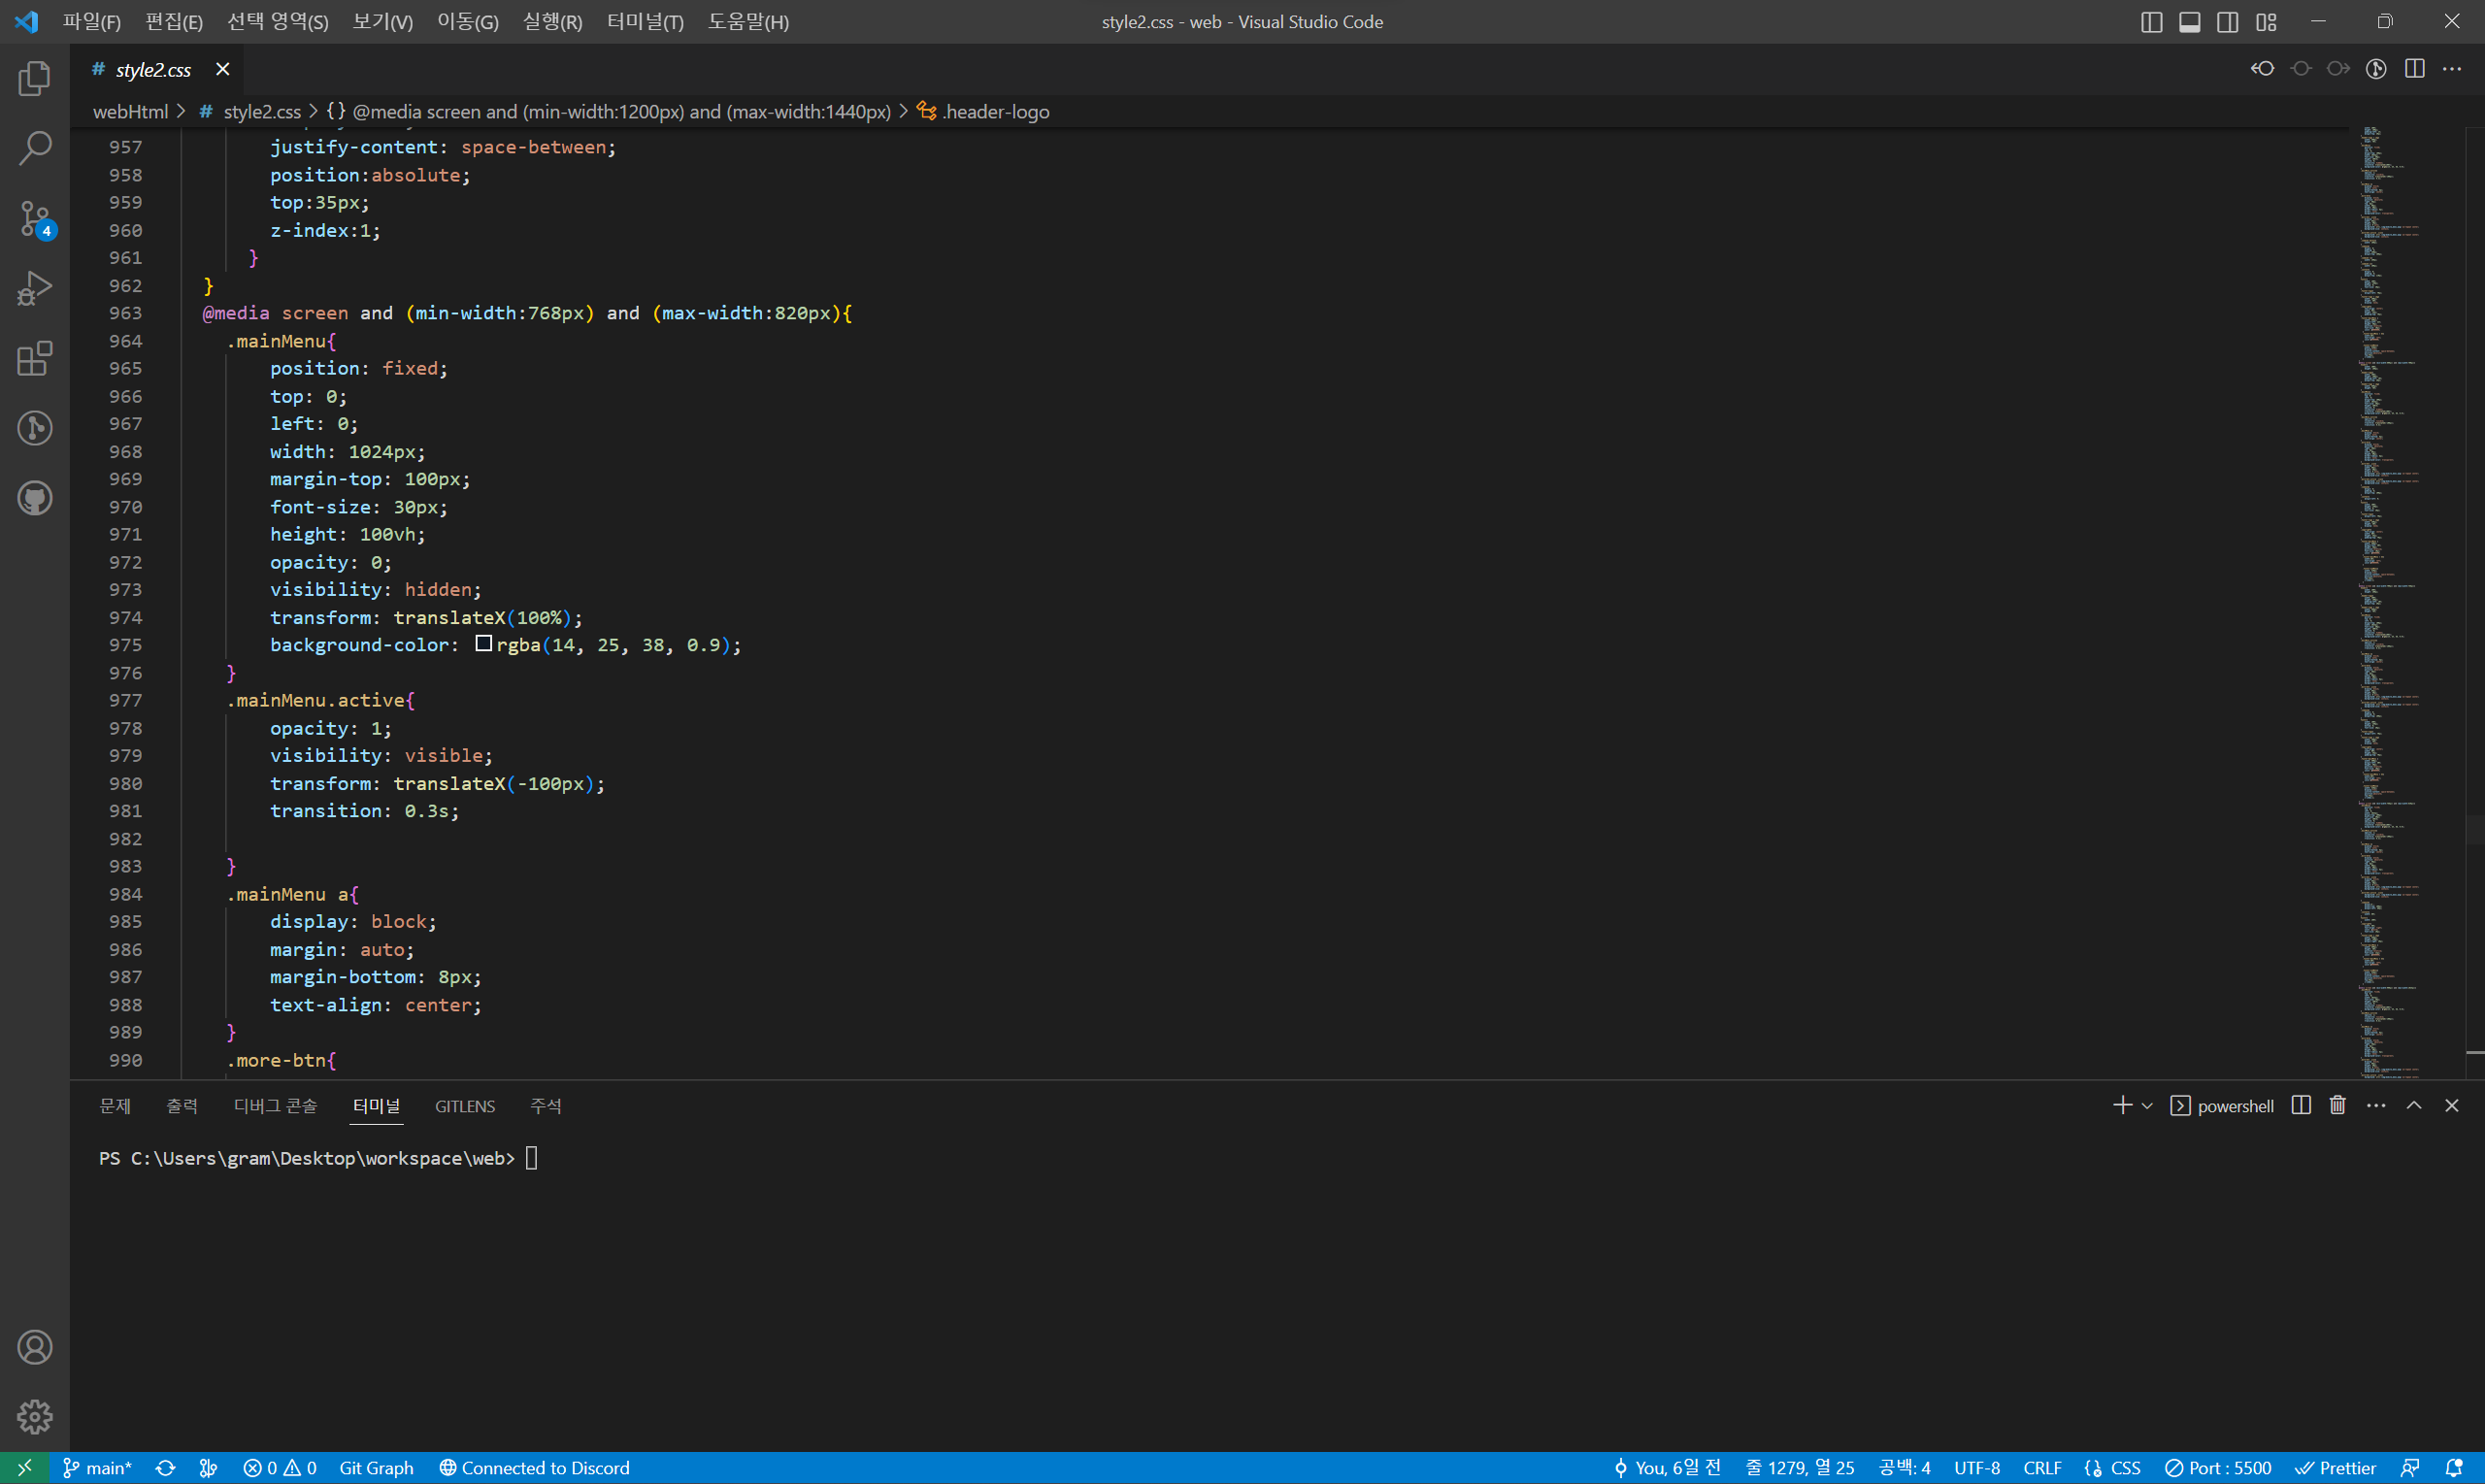 파일(F) 편집(E) 선택 영역(S) 보기(V) 이동(G) 실행(R) 터미널(T) 도움말(H) style2.css - web - Visual Studio Code
# style2.css
webHtml > # style2.css > {} @media screen and (min-width:1200px) and (max-width:1440px) > .header-logo
957 justify-content: space-between;
958 position:absolute;
959 top:35px;
960 z-index:1;
961 }
962 }
963 @media screen and (min-width:768px) and (max-width:820px){
964 .mainMenu{
965 position: fixed;
966 top: 0;
967 left: 0;
968 width: 1024px;
969 margin-top: 100px;
970 font-size: 30px;
971 height: 100vh;
972 opacity: 0;
973 visibility: hidden;
974 transform: translateX(100%);
975 background-color: rgba(14, 25, 38, 0.9);
976 }
977 .mainMenu.active{
978 opacity: 1;
979 visibility: visible;
980 transform: translateX(-100px);
981 transition: 0.3s;
982
983 }
984 .mainMenu a{
985 display: block;
986 margin: auto;
987 margin-bottom: 8px;
988 text-align: center;
989 }
990 .more-btn{
4
문제 출력 디버그 콘솔 터미널 GITLENS 주석 powershell
PS C:\Users\gram\Desktop\workspace\web>
main* 0 0 Git Graph Connected to Discord You, 6일 전 줄 1279, 열 25 공백: 4 UTF-8 CRLF CSS Port : 5500 Prettier